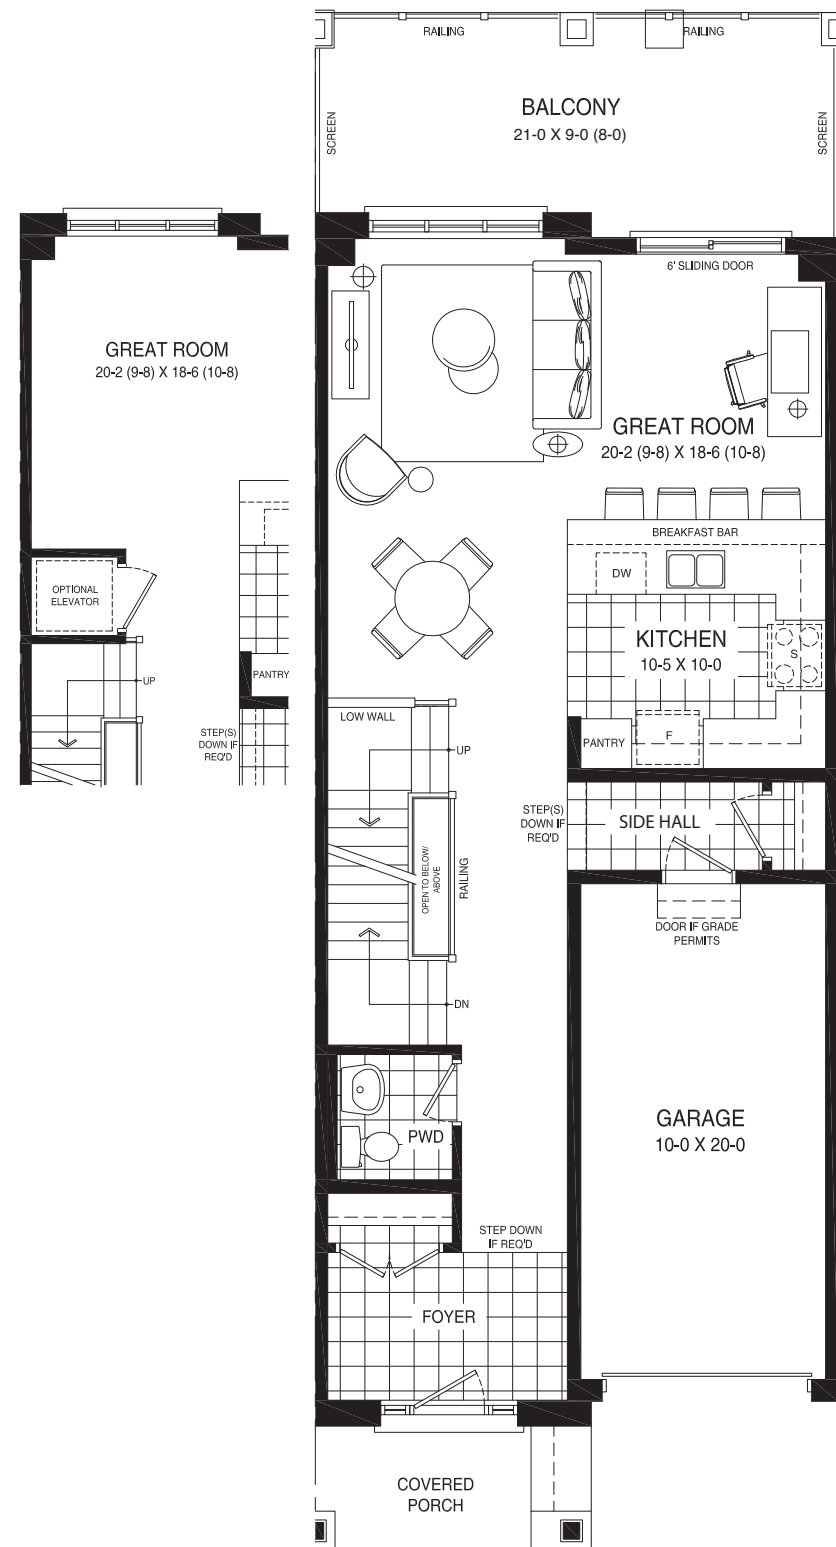 RAILING
RAILING
BALCONY
21-0 X 9-0 (8-0)
SCREEN
SCREEN
6' SLIDING DOOR
GREAT ROOM
20-2 (9-8) X 18-6 (10-8)
GREAT ROOM
20-2 (9-8) X 18-6 (10-8)
BREAKFAST BAR
DW
OPTIONAL
ELEVATOR
KITCHEN
10-5 X 10-0
S
UP
PANTRY
STEP(S)
DOWN IF
REQ'D
LOW WALL
PANTRY
F
UP
STEP(S)
DOWN IF
REQ'D
SIDE HALL
OPEN TO BELOW/
ABOVE
RAILING
DOOR IF GRADE
PERMITS
DN
GARAGE
10-0 X 20-0
PWD
STEP DOWN
IF REQ'D
FOYER
COVERED
PORCH